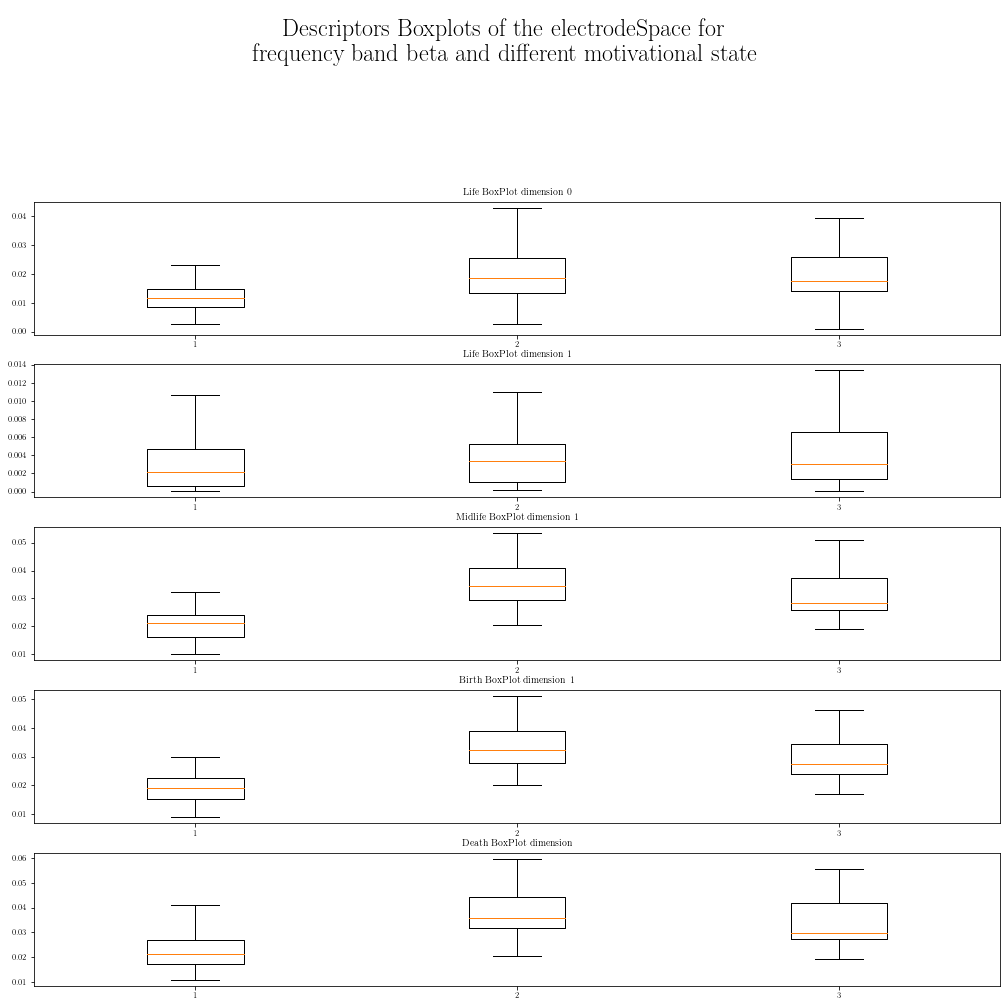 Descriptors Boxplots of the electrodeSpace for
frequency band beta and different motivational state
Life BoxPlot dimension 0
0.04
0.03
0.02
0.01
0.00
1 2 3
Life BoxPlot dimension 1
0.014
0.012
0.010
0.008
0.006
0.004
0.002
0.000
1 2 3
Midlife BoxPlot dimension 1
0.05
0.04
0.03
0.02
0.01
1 2 3
Birth BoxPlot dimension 1
0.05
0.04
0.03
0.02
0.01
1 2 3
Death BoxPlot dimension
0.06
0.05
0.04
0.03
0.02
0.01
1 2 3